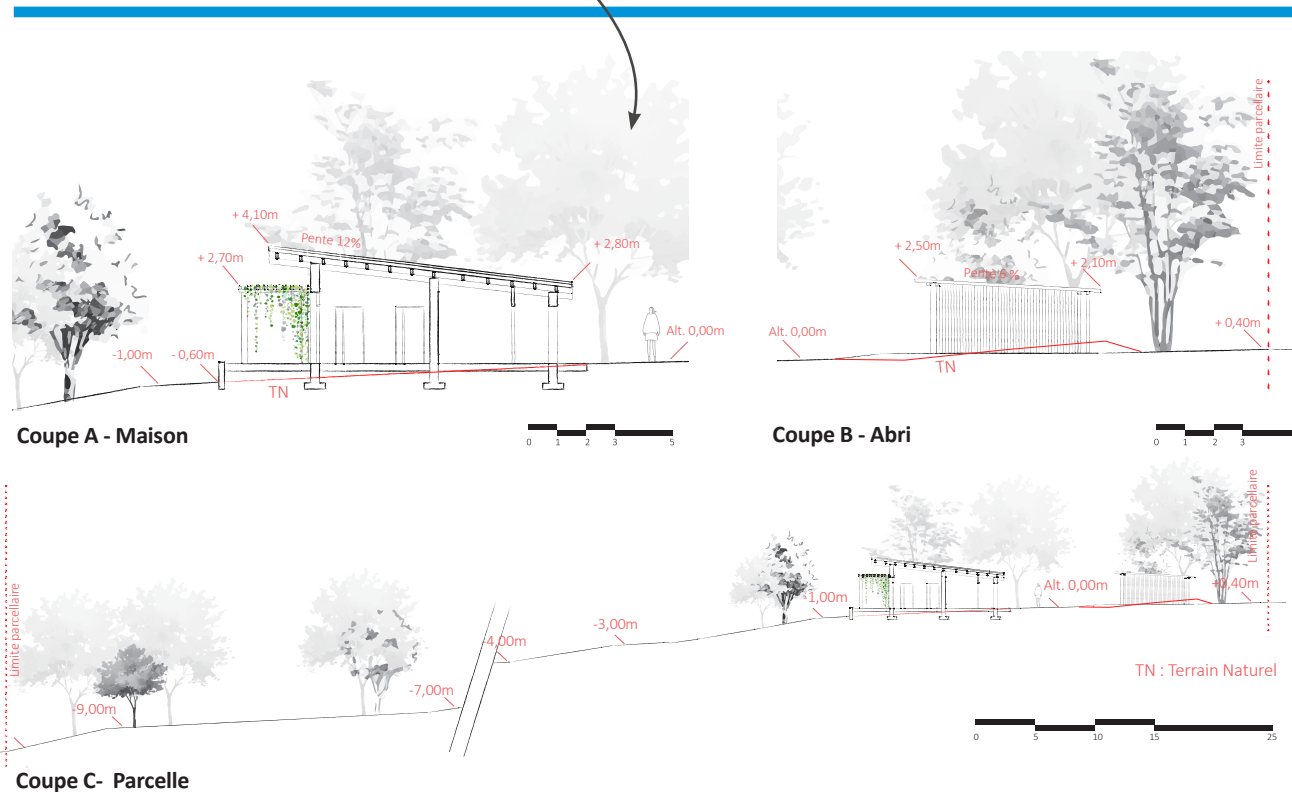 + 4,10m
Pente 12%
+ 2,80m
+ 2,70m
Alt. 0,00m
-1,00m
- 0,60m
TN
Coupe A - Maison
0 1 2 3 5
Limite parcellaire
+ 2,50m
+ 2,10m
Pente 6 %
+ 0,40m
Alt. 0,00m
TN
Coupe B - Abri
0 1 2 3
Limite parcellaire
Limite parcellaire
-1,00m
Alt. 0,00m
+0,40m
-3,00m
-4,00m
-7,00m
-9,00m
TN : Terrain Naturel
0 5 10 15 25
Coupe C- Parcelle